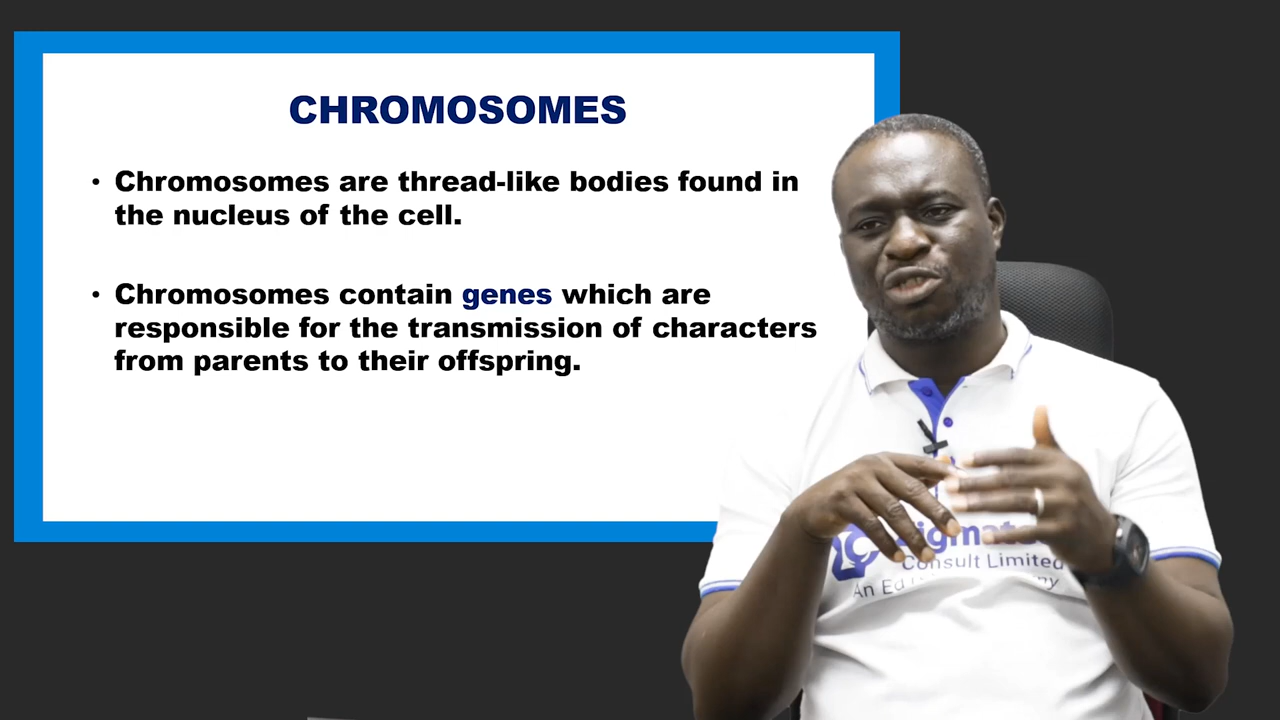 CHROMOSOMES
• Chromosomes are thread-like bodies found in
the nucleus of the cell.
• Chromosomes contain genes which are
responsible for the transmission of characters
from parents to their offspring.
Consult Limited
An